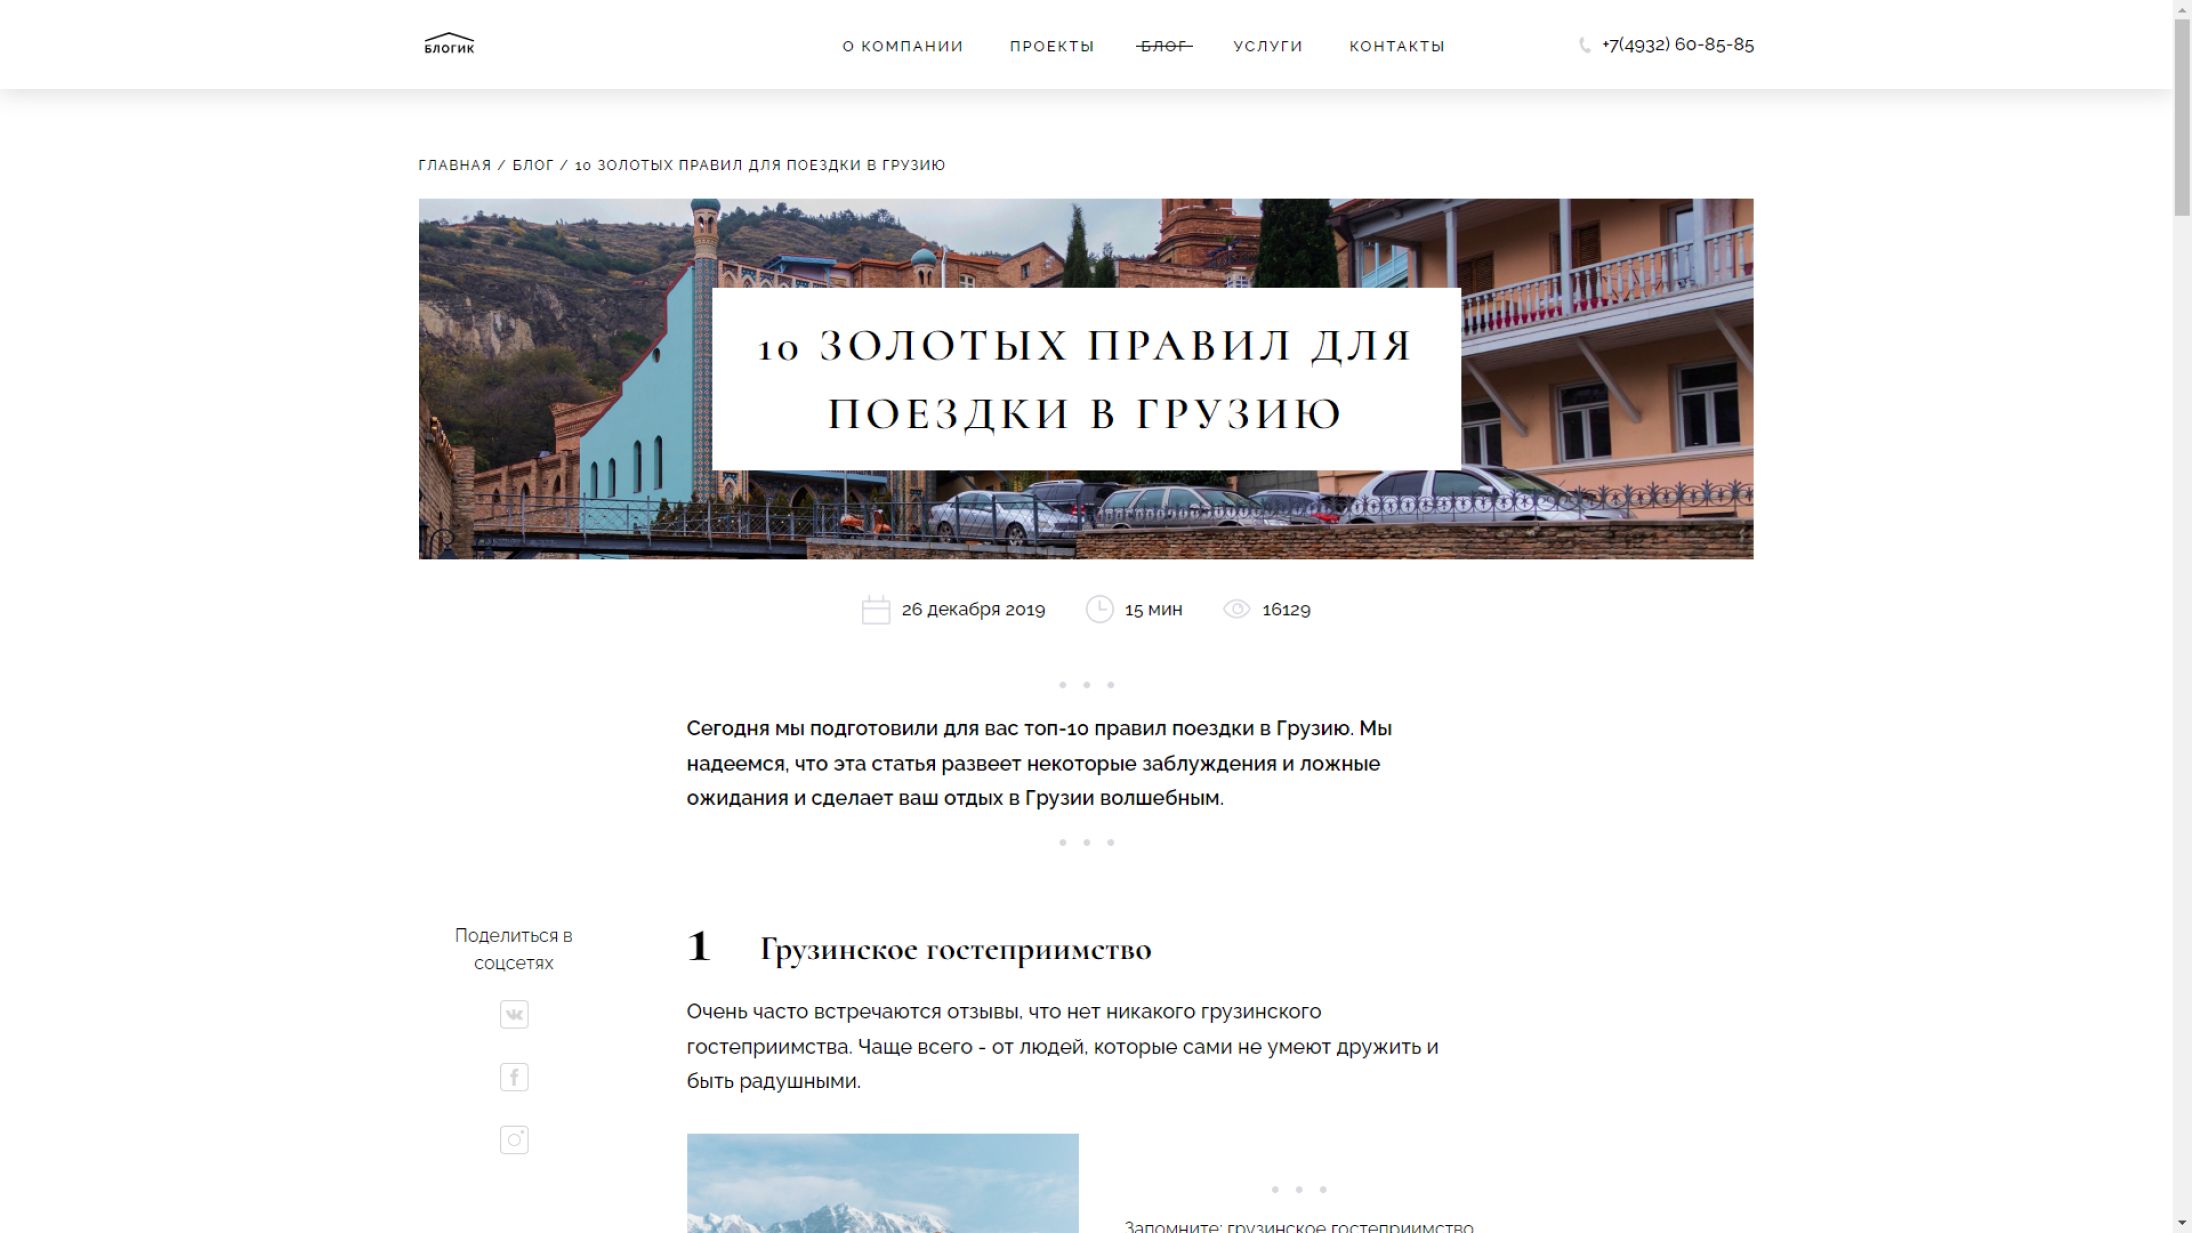 БЛОГИК
О КОМПАНИИ ПРОЕКТЫ БЛОГ УСЛУГИ КОНТАКТЫ
+7(4932) 60-85-85
ГЛАВНАЯ / БЛОГ / 10 ЗОЛОТЫХ ПРАВИЛ ДЛЯ ПОЕЗДКИ В ГРУЗИЮ
10 ЗОЛОТЫХ ПРАВИЛ ДЛЯ
ПОЕЗДКИ В ГРУЗИЮ
26 декабря 2019 15 мин 16129
Сегодня мы подготовили для вас топ-10 правил поездки в Грузию. Мы
надеемся, что эта статья развеет некоторые заблуждения и ложные
ожидания и сделает ваш отдых в Грузии волшебным.
Поделиться в
соцсетях
1 Грузинское гостеприимство
Очень часто встречаются отзывы, что нет никакого грузинского
гостеприимства. Чаще всего - от людей, которые сами не умеют дружить и
быть радушными.
Запомните: грузинское гостеприимство